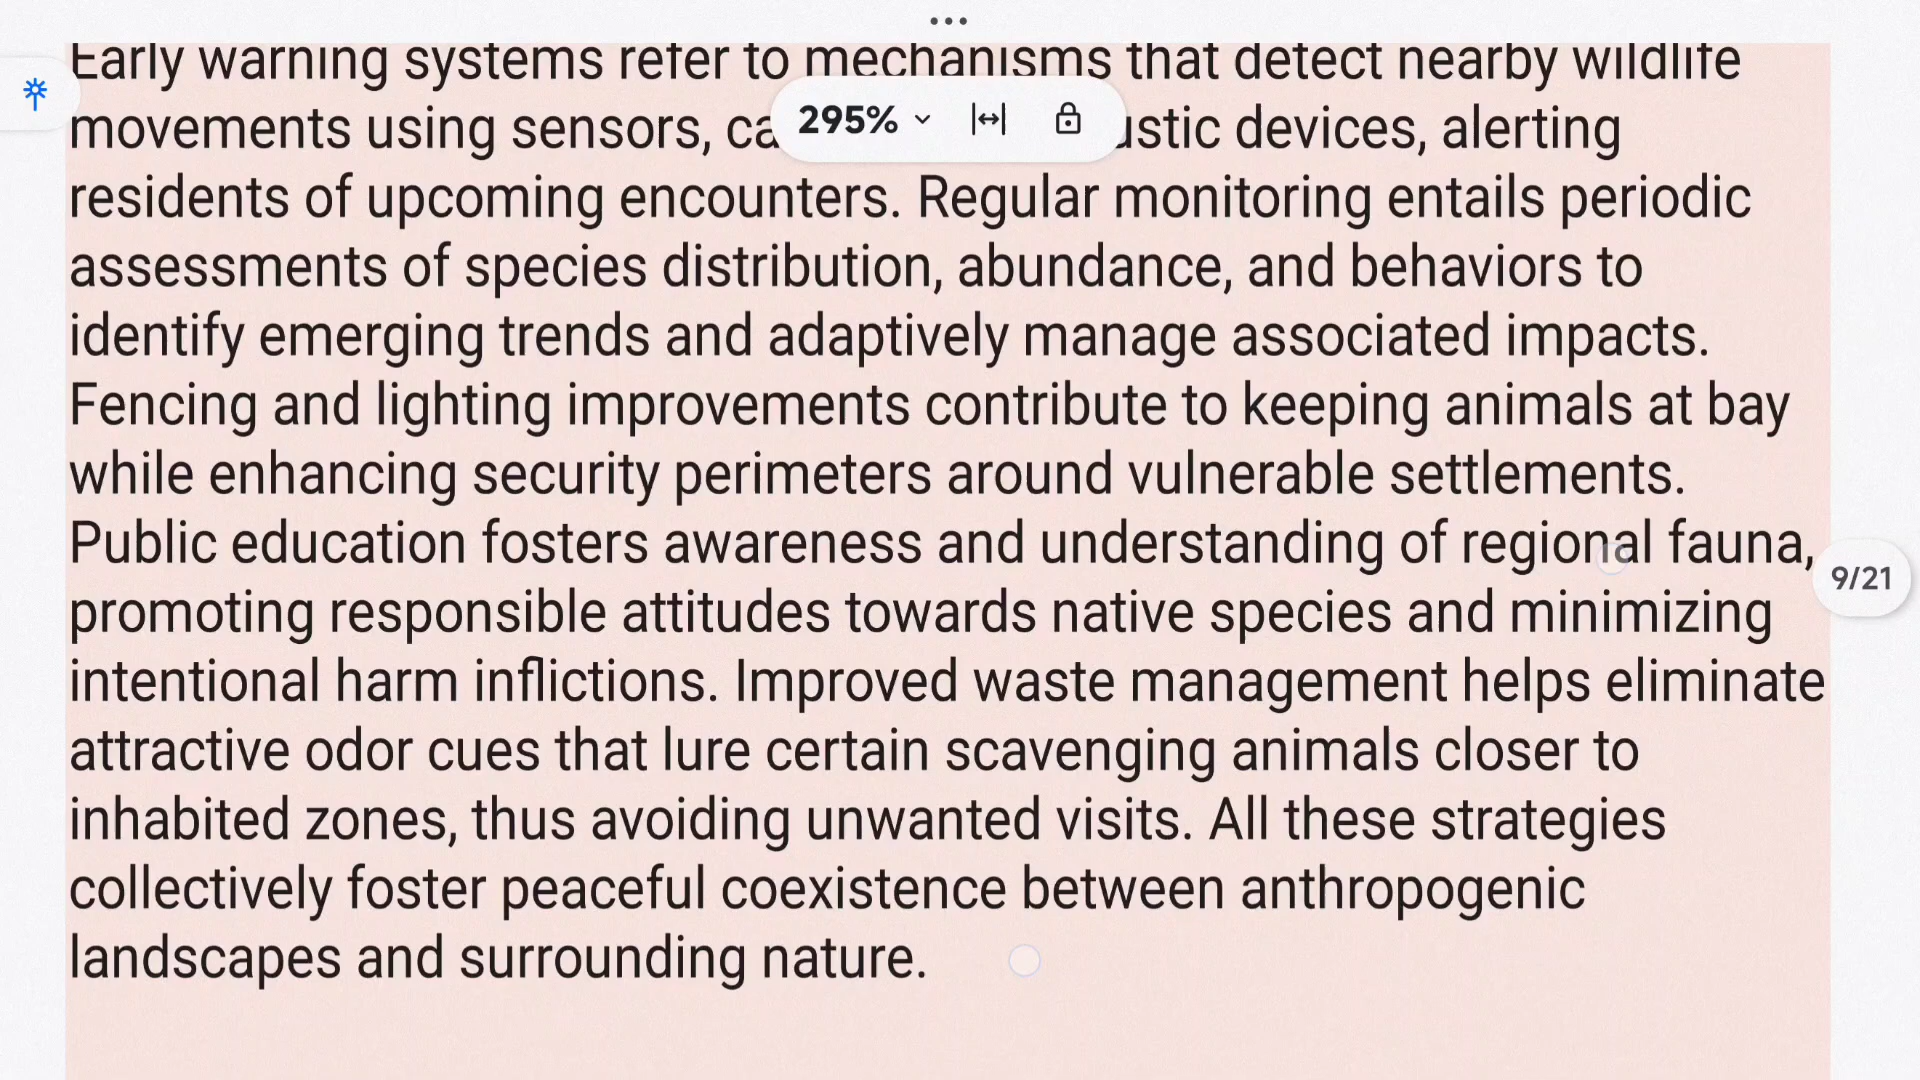 Early warning systems refer to mechanisms that detect nearby wildlife
295%
movements using sensors, devices, alerting
residents of upcoming encounters. Regular monitoring entails periodic
assessments of species distribution, abundance, and behaviors to
identify emerging trends and adaptively manage associated impacts.
Fencing and lighting improvements contribute to keeping animals at bay
while enhancing security perimeters around vulnerable settlements.
Public education fosters awareness and understanding of regional fauna,
9/21
promoting responsible attitudes towards native species and minimizing
intentional harm inflictions. Improved waste management helps eliminate
attractive odor cues that lure certain scavenging animals closer to
inhabited zones, thus avoiding unwanted visits. All these strategies
collectively foster peaceful coexistence between anthropogenic
landscapes and surrounding nature.